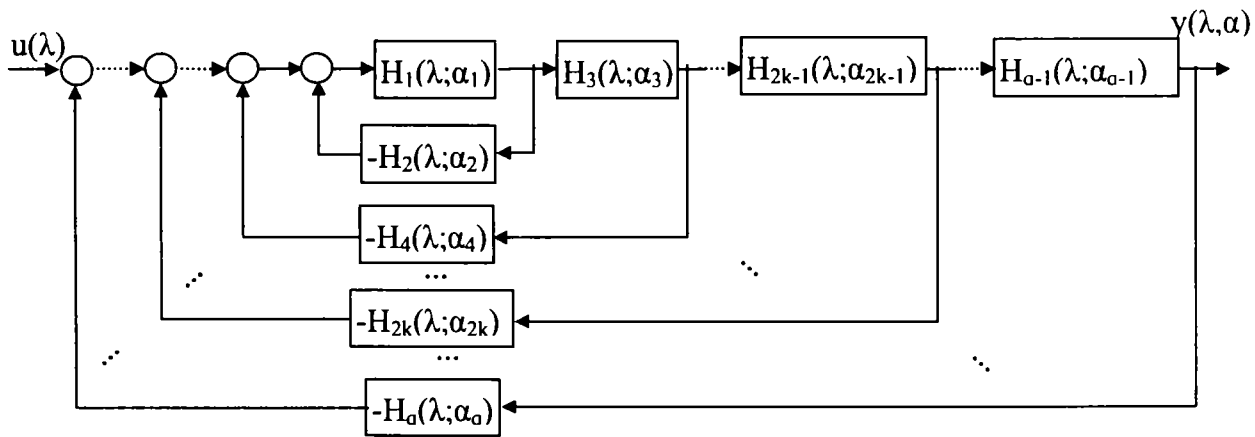 y(λ,α)
u(λ)
H₁(λ;α₁) H₃(λ;α₃) H₂ₖ₋₁(λ;α₂ₖ₋₁) Hₐ₋₁(λ;αₐ₋₁)
-H₂(λ;α₂)
-H₄(λ;α₄)
...
-H₂ₖ(λ;α₂ₖ)
...
-Hₐ(λ;αₐ)